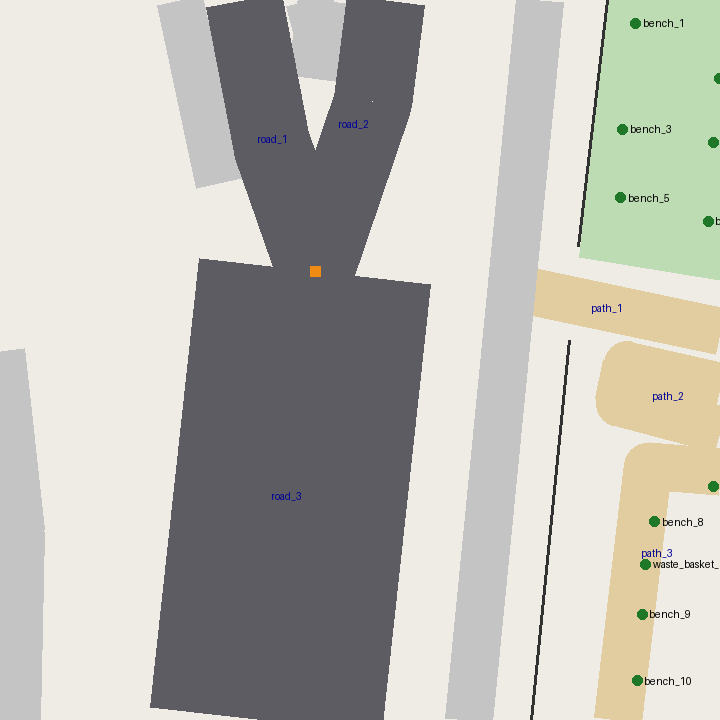 bench_1
bench_3
road_2
road_1
bench_5
b
path_1
path_2
road_3
bench_8
path_3
waste_basket_
bench_9
bench_10